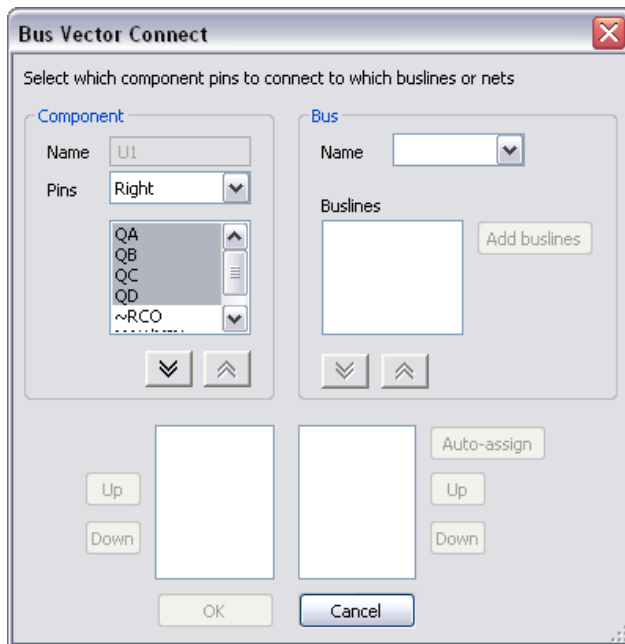 Bus Vector Connect
Select which component pins to connect to which buslines or nets
Component
Name U1
Pins Right
QA
QB
QC
QD
~RCO
Bus
Name
Buslines
Add buslines
Auto-assign
Up
Down
Up
Down
OK
Cancel